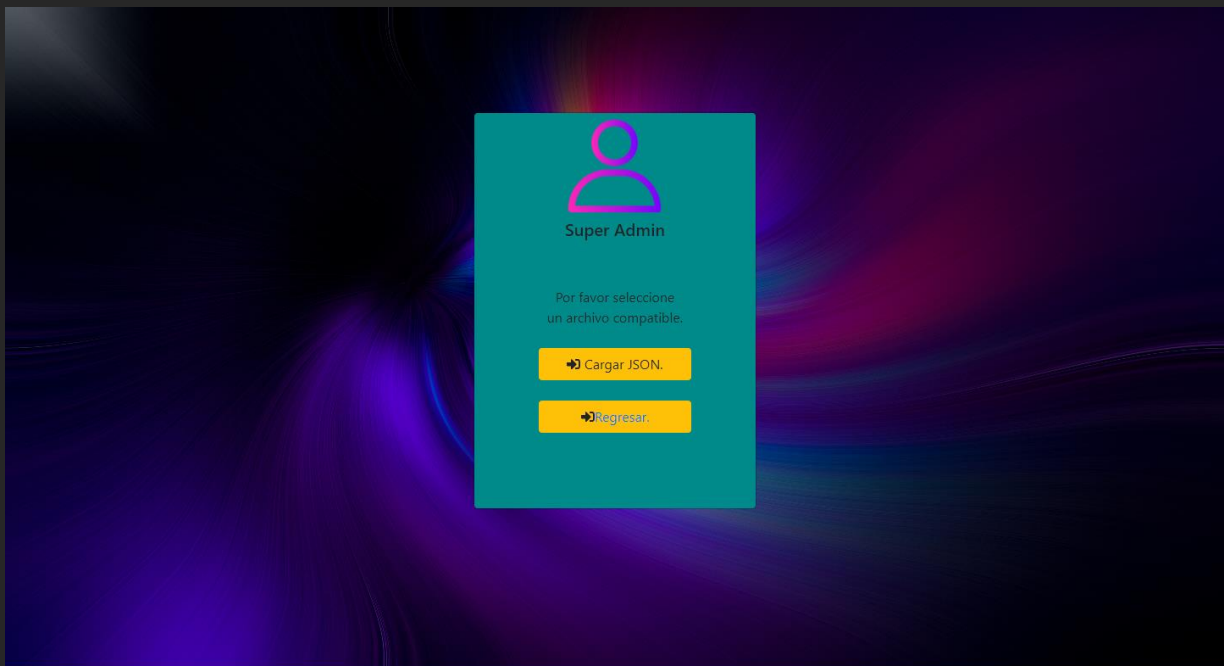 Super Admin
Por favor seleccione
un archivo compatible.
Cargar JSON.
Regresar.